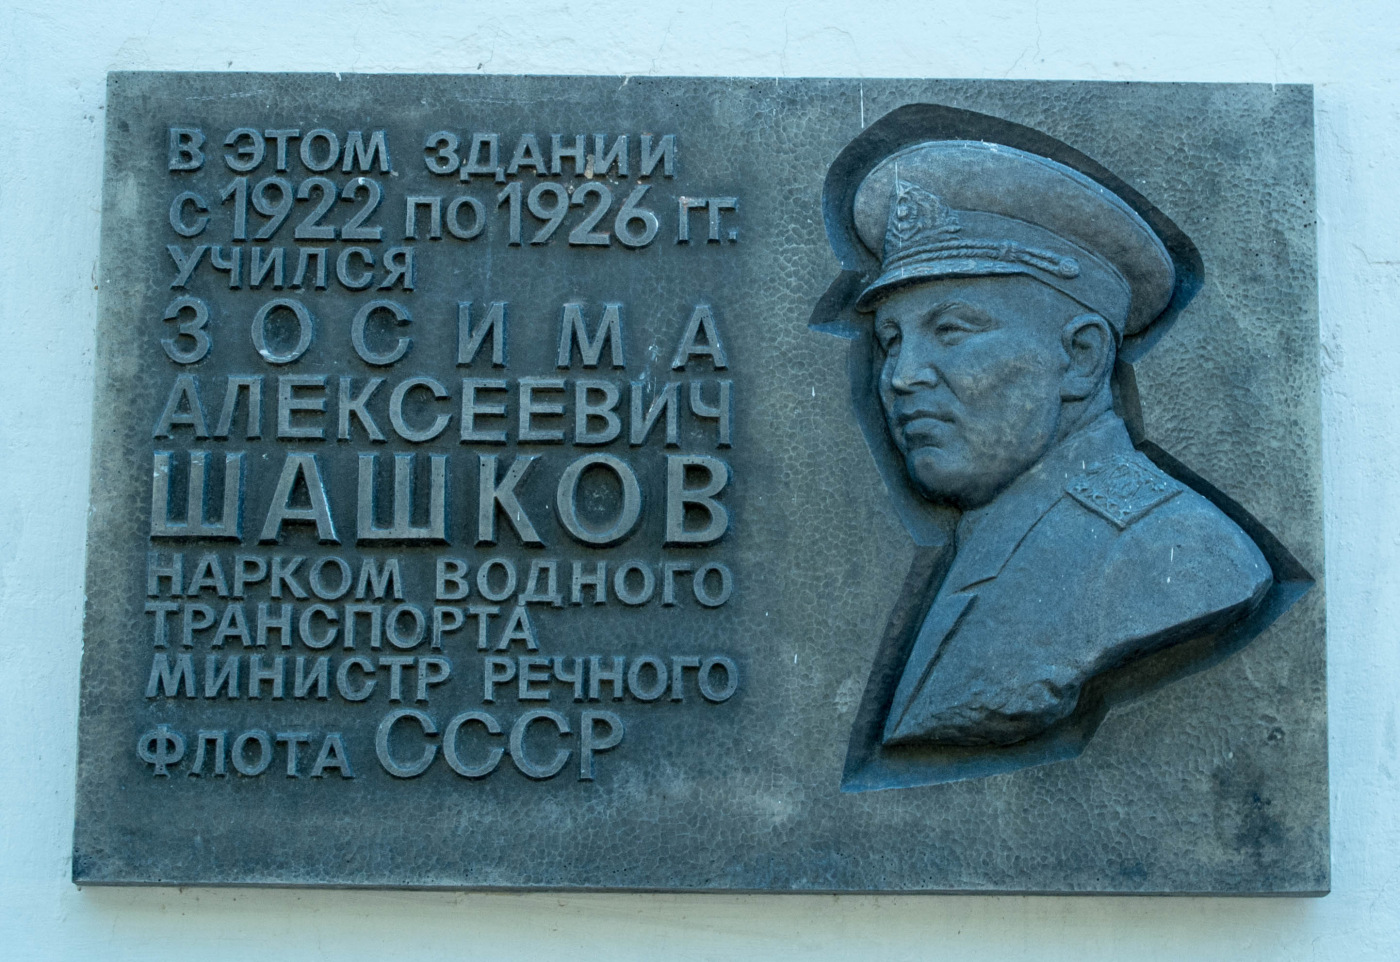 В ЭТОМ ЗДАНИИ
С 1922 ПО 1926 ГГ.
УЧИЛСЯ
ЗОСИМА
АЛЕКСЕЕВИЧ
ШАШКОВ
НАРКОМ ВОДНОГО
ТРАНСПОРТА
МИНИСТР РЕЧНОГО
ФЛОТА СССР